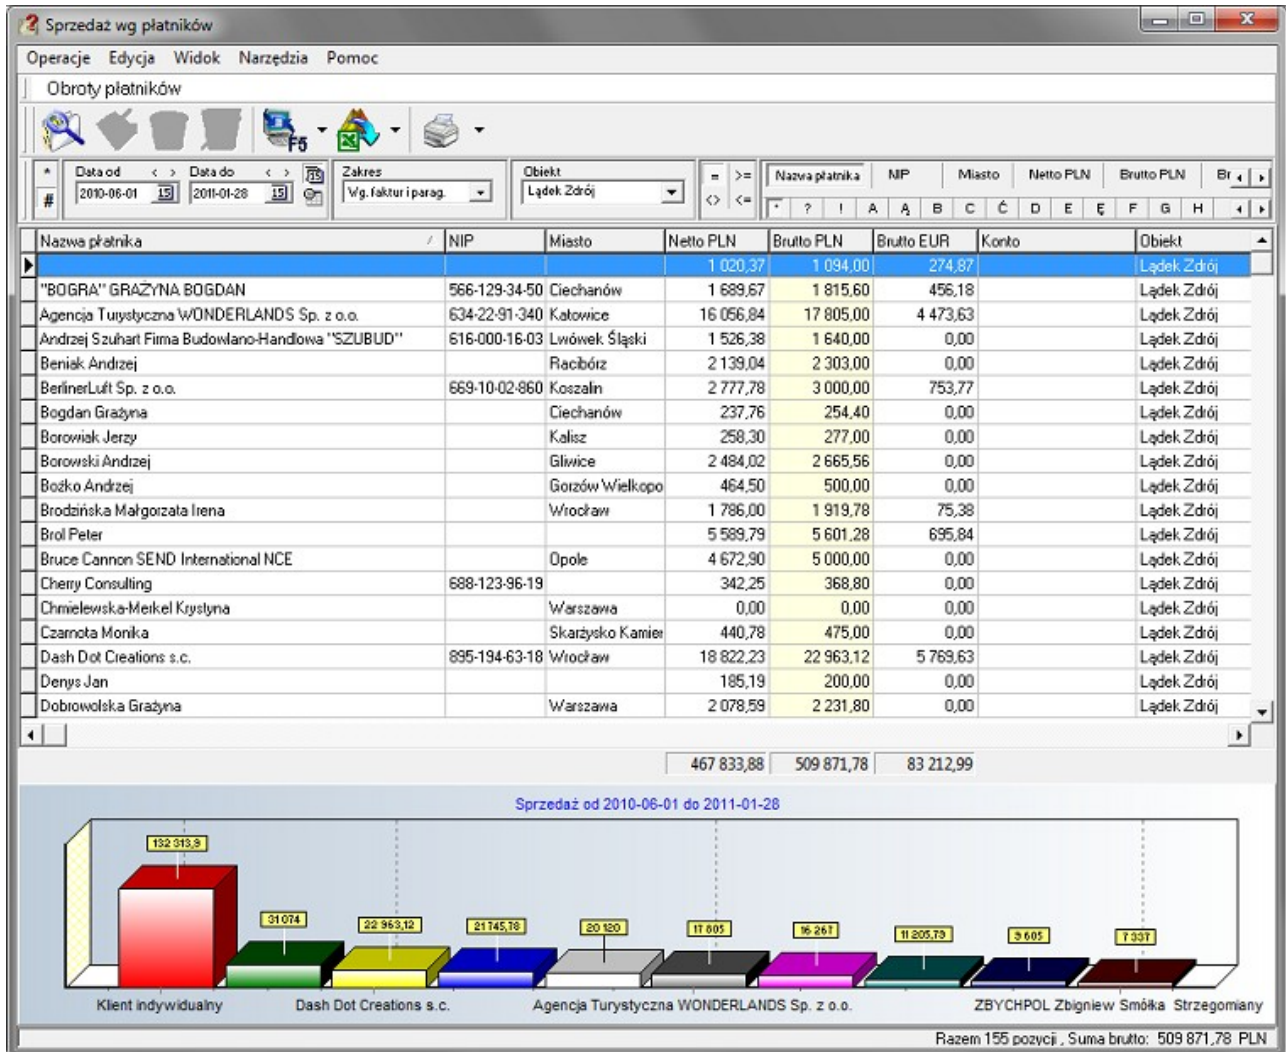 Sprzedaż wg płatników
Operacje Edycja Widok Narzędzia Pomoc
Obroty płatników
F5
Data od < > Data do < > 15 Zakres Obiekt = >= Nazwa płatnika NIP Miasto Netto PLN Brutto PLN Br
* # 2010-06-01 15 2011-01-28 15 Wg. faktur i parag. Lądek Zdrój <> <= * ? ! A Ą B C Ć D E Ę F G H
Nazwa płatnika / NIP Miasto Netto PLN Brutto PLN Brutto EUR Konto Obiekt
1 020,37 1 094,00 274,87 Lądek Zdrój
"BOGRA" GRAŻYNA BOGDAN 566-129-34-50 Ciechanów 1 689,67 1 815,60 456,18 Lądek Zdrój
Agencja Turystyczna WONDERLANDS Sp. z o.o. 634-22-91-340 Katowice 16 056,84 17 805,00 4 473,63 Lądek Zdrój
Andrzej Szuhart Firma Budowlano-Handlowa "SZUBUD" 616-000-16-03 Lwówek Śląski 1 526,38 1 640,00 0,00 Lądek Zdrój
Beniak Andrzej Racibórz 2 139,04 2 303,00 0,00 Lądek Zdrój
BerlinerLuft Sp. z o.o. 669-10-02-860 Koszalin 2 777,78 3 000,00 753,77 Lądek Zdrój
Bogdan Grażyna Ciechanów 237,76 254,40 0,00 Lądek Zdrój
Borowiak Jerzy Kalisz 258,30 277,00 0,00 Lądek Zdrój
Borowski Andrzej Gliwice 2 484,02 2 665,56 0,00 Lądek Zdrój
Bożko Andrzej Gorzów Wielkopo 464,50 500,00 0,00 Lądek Zdrój
Brodzińska Małgorzata Irena Wrocław 1 786,00 1 919,78 75,38 Lądek Zdrój
Brol Peter 5 589,79 5 601,28 695,84 Lądek Zdrój
Bruce Cannon SEND International NCE Opole 4 672,90 5 000,00 0,00 Lądek Zdrój
Cherry Consulting 688-123-96-19 342,25 368,80 0,00 Lądek Zdrój
Chmielewska-Merkel Krystyna Warszawa 0,00 0,00 0,00 Lądek Zdrój
Czarnota Monika Skarżysko Kamier 440,78 475,00 0,00 Lądek Zdrój
Dash Dot Creations s.c. 895-194-63-18 Wrocław 18 822,23 22 963,12 5 769,63 Lądek Zdrój
Denys Jan 185,19 200,00 0,00 Lądek Zdrój
Dobrowolska Grażyna Warszawa 2 078,59 2 231,80 0,00 Lądek Zdrój
467 833,88 509 871,78 83 212,99
Sprzedaż od 2010-06-01 do 2011-01-28
132 313,9
31 074 22 963,12 21 745,78 20 120 17 805 16 267 11 205,79 9 605 7 337
Klient indywidualny Dash Dot Creations s.c. Agencja Turystyczna WONDERLANDS Sp. z o.o. ZBYCHPOL Zbigniew Smółka Strzegomiany
Razem 155 pozycji , Suma brutto: 509 871,78 PLN